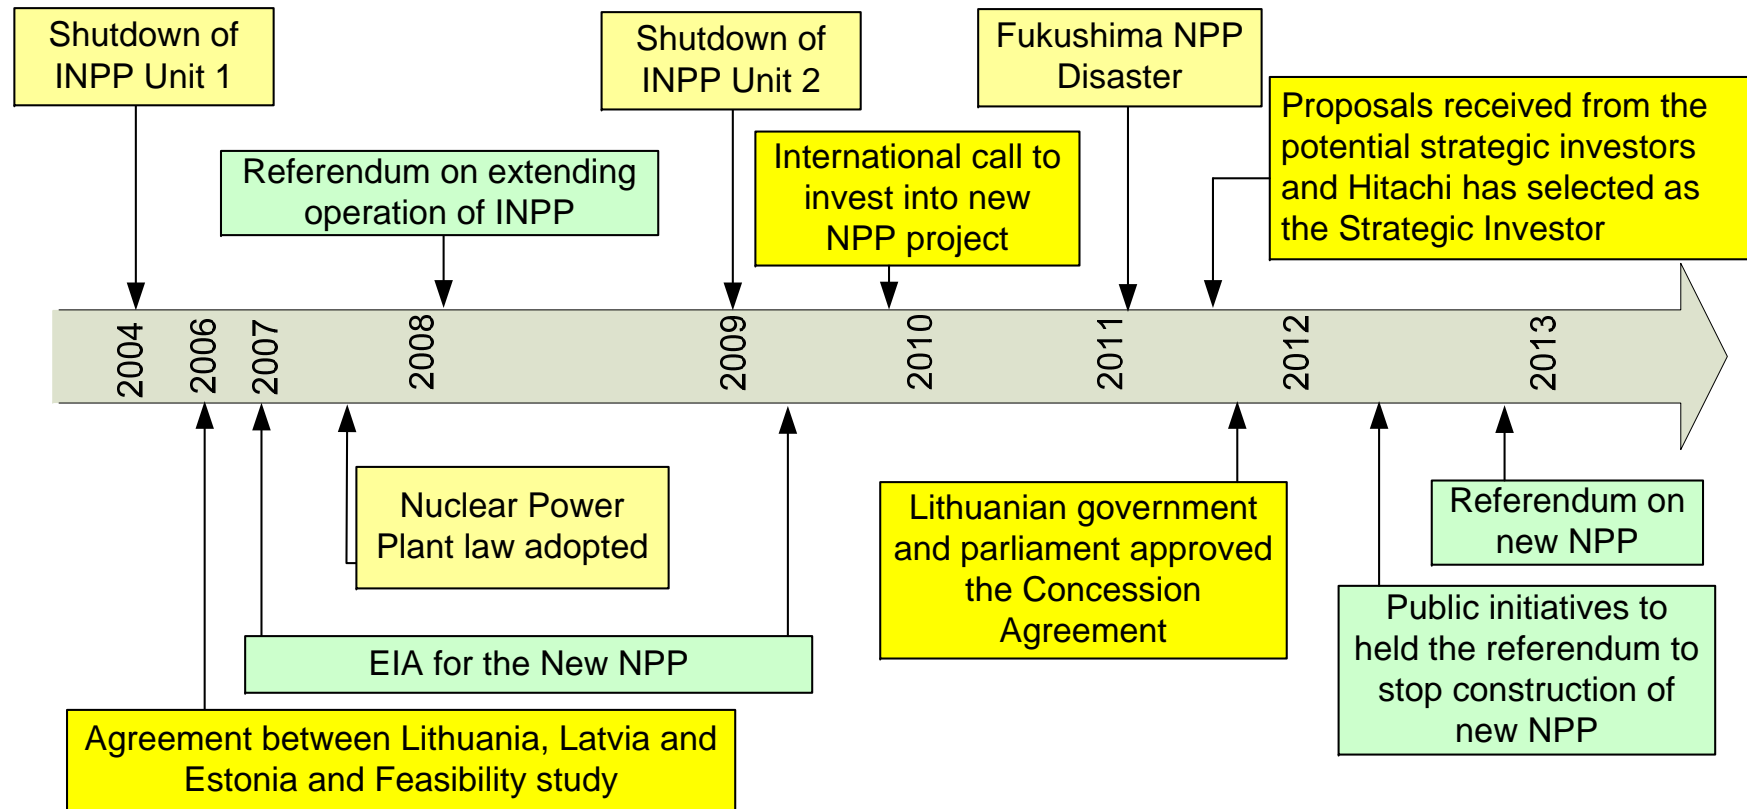 Shutdown of
INPP Unit 1
Shutdown of
INPP Unit 2
Fukushima NPP
Disaster
Proposals received from the
potential strategic investors
and Hitachi has selected as
the Strategic Investor
Referendum on extending
operation of INPP
International call to
invest into new
NPP project
2004
2006
2007
2008
2009
2010
2011
2012
2013
Nuclear Power
Plant law adopted
EIA for the New NPP
Agreement between Lithuania, Latvia and
Estonia and Feasibility study
Lithuanian government
and parliament approved
the Concession
Agreement
Referendum on
new NPP
Public initiatives to
held the referendum to
stop construction of
new NPP